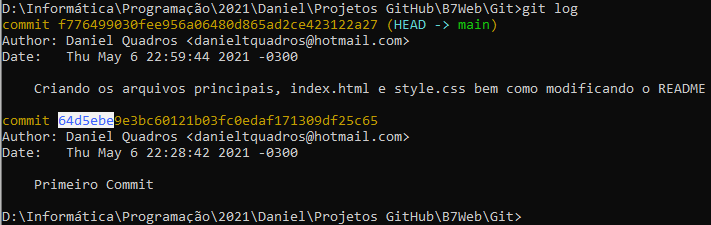 D:\Informática\Programação\2021\Daniel\Projetos GitHub\B7Web\Git>git log
commit f776499030fee956a06480d865ad2ce423122a27 (HEAD -> main)
Author: Daniel Quadros <danieltquadros@hotmail.com>
Date:   Thu May 6 22:59:44 2021 -0300
Criando os arquivos principais, index.html e style.css bem como modificando o README
commit 64d5ebe9e3bc60121b03fc0edaf171309df25c65
Author: Daniel Quadros <danieltquadros@hotmail.com>
Date:   Thu May 6 22:28:42 2021 -0300
Primeiro Commit
D:\Informática\Programação\2021\Daniel\Projetos GitHub\B7Web\Git>